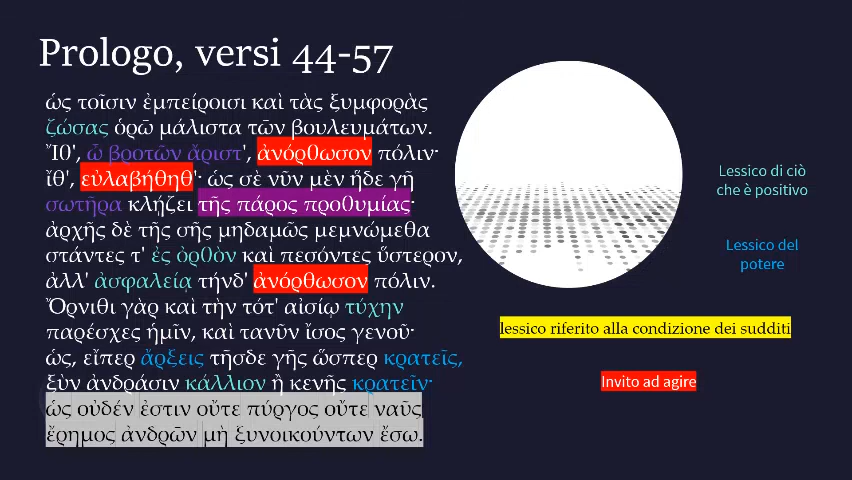 Prologo, versi 44-57
ὡς τοῖσιν ἐμπείροισι καὶ τὰς ξυμφορὰς
ζώσας ὁρῶ μάλιστα τῶν βουλευμάτων.
Ἴθ', ὦ βροτῶν ἄριστ', ἀνόρθωσον πόλιν·
ἴθ', εὐλαβήθηθ'· ὡς σὲ νῦν μὲν ἥδε γῆ
σωτῆρα κλῄζει τῆς πάρος προθυμίας·
ἀρχῆς δὲ τῆς σῆς μηδαμῶς μεμνώμεθα
στάντες τ' ἐς ὀρθὸν καὶ πεσόντες ὕστερον,
ἀλλ' ἀσφαλείᾳ τήνδ' ἀνόρθωσον πόλιν.
Ὄρνιθι γὰρ καὶ τὴν τότ' αἰσίῳ τύχην
παρέσχες ἡμῖν, καὶ τανῦν ἴσος γενοῦ·
ὡς, εἴπερ ἄρξεις τῆσδε γῆς ὥσπερ κρατεῖς,
ξὺν ἀνδράσιν κάλλιον ἢ κενῆς κρατεῖν·
ὡς οὐδέν ἐστιν οὔτε πύργος οὔτε ναῦς
ἔρημος ἀνδρῶν μὴ ξυνοικούντων ἔσω.
Lessico di ciò
che è positivo
Lessico del
potere
lessico riferito alla condizione dei sudditi
Invito ad agire